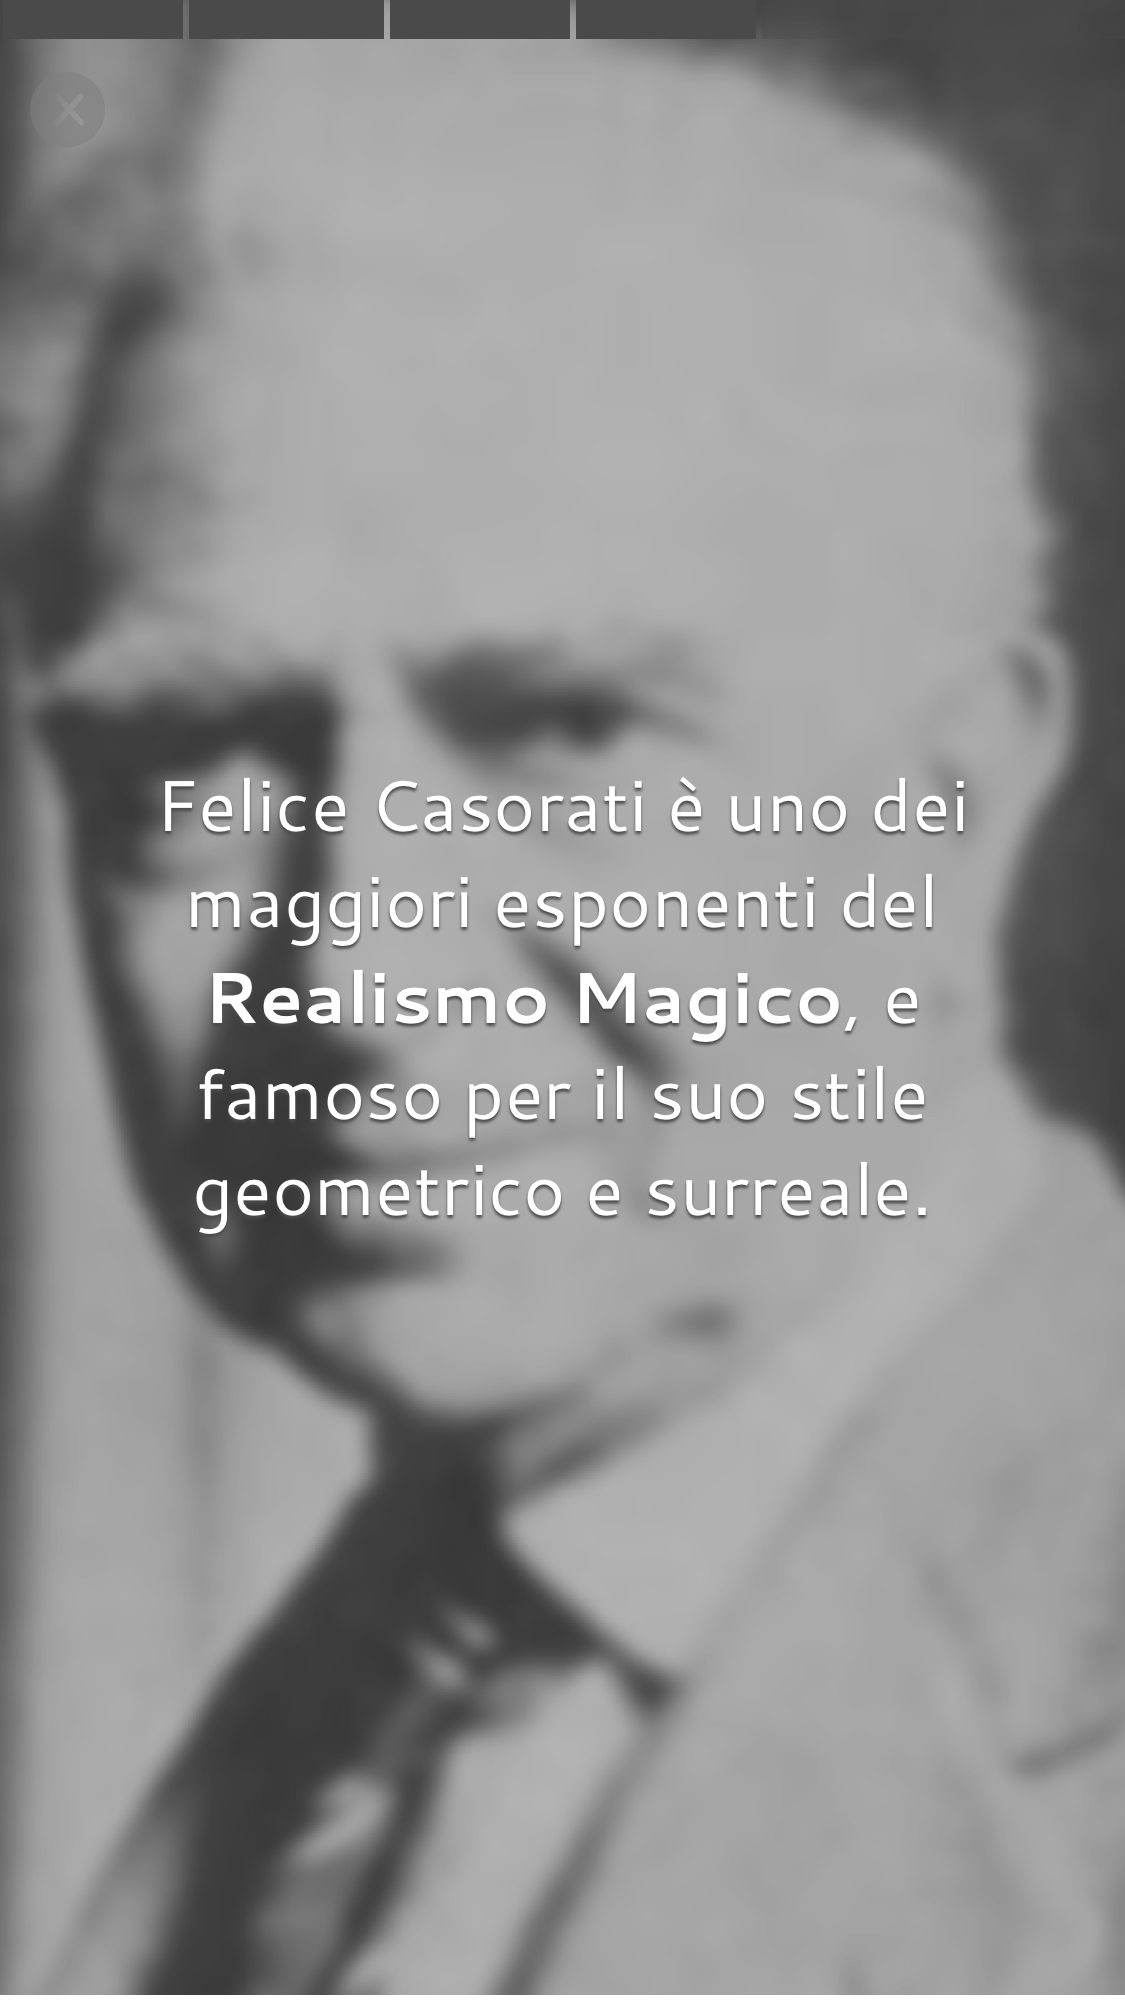 Felice Casorati è uno dei
maggiori esponenti del
Realismo Magico, e
famoso per il suo stile
geometrico e surreale.